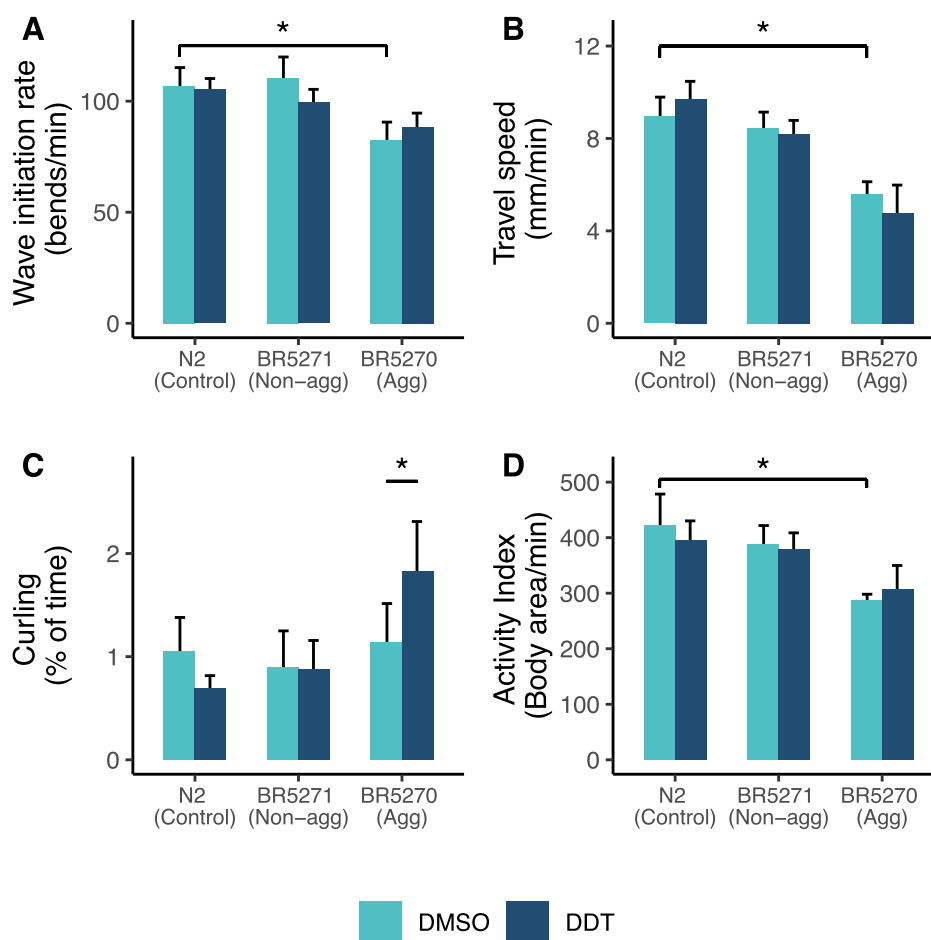 A
*
Wave initiation rate
(bends/min)
100
50
0
N2
(Control)
BR5271
(Non−agg)
BR5270
(Agg)
B
*
Travel speed
(mm/min)
12
8
4
0
N2
(Control)
BR5271
(Non−agg)
BR5270
(Agg)
C
*
Curling
(% of time)
2
1
0
N2
(Control)
BR5271
(Non−agg)
BR5270
(Agg)
D
*
Activity Index
(Body area/min)
500
400
300
200
100
0
N2
(Control)
BR5271
(Non−agg)
BR5270
(Agg)
DMSO
DDT